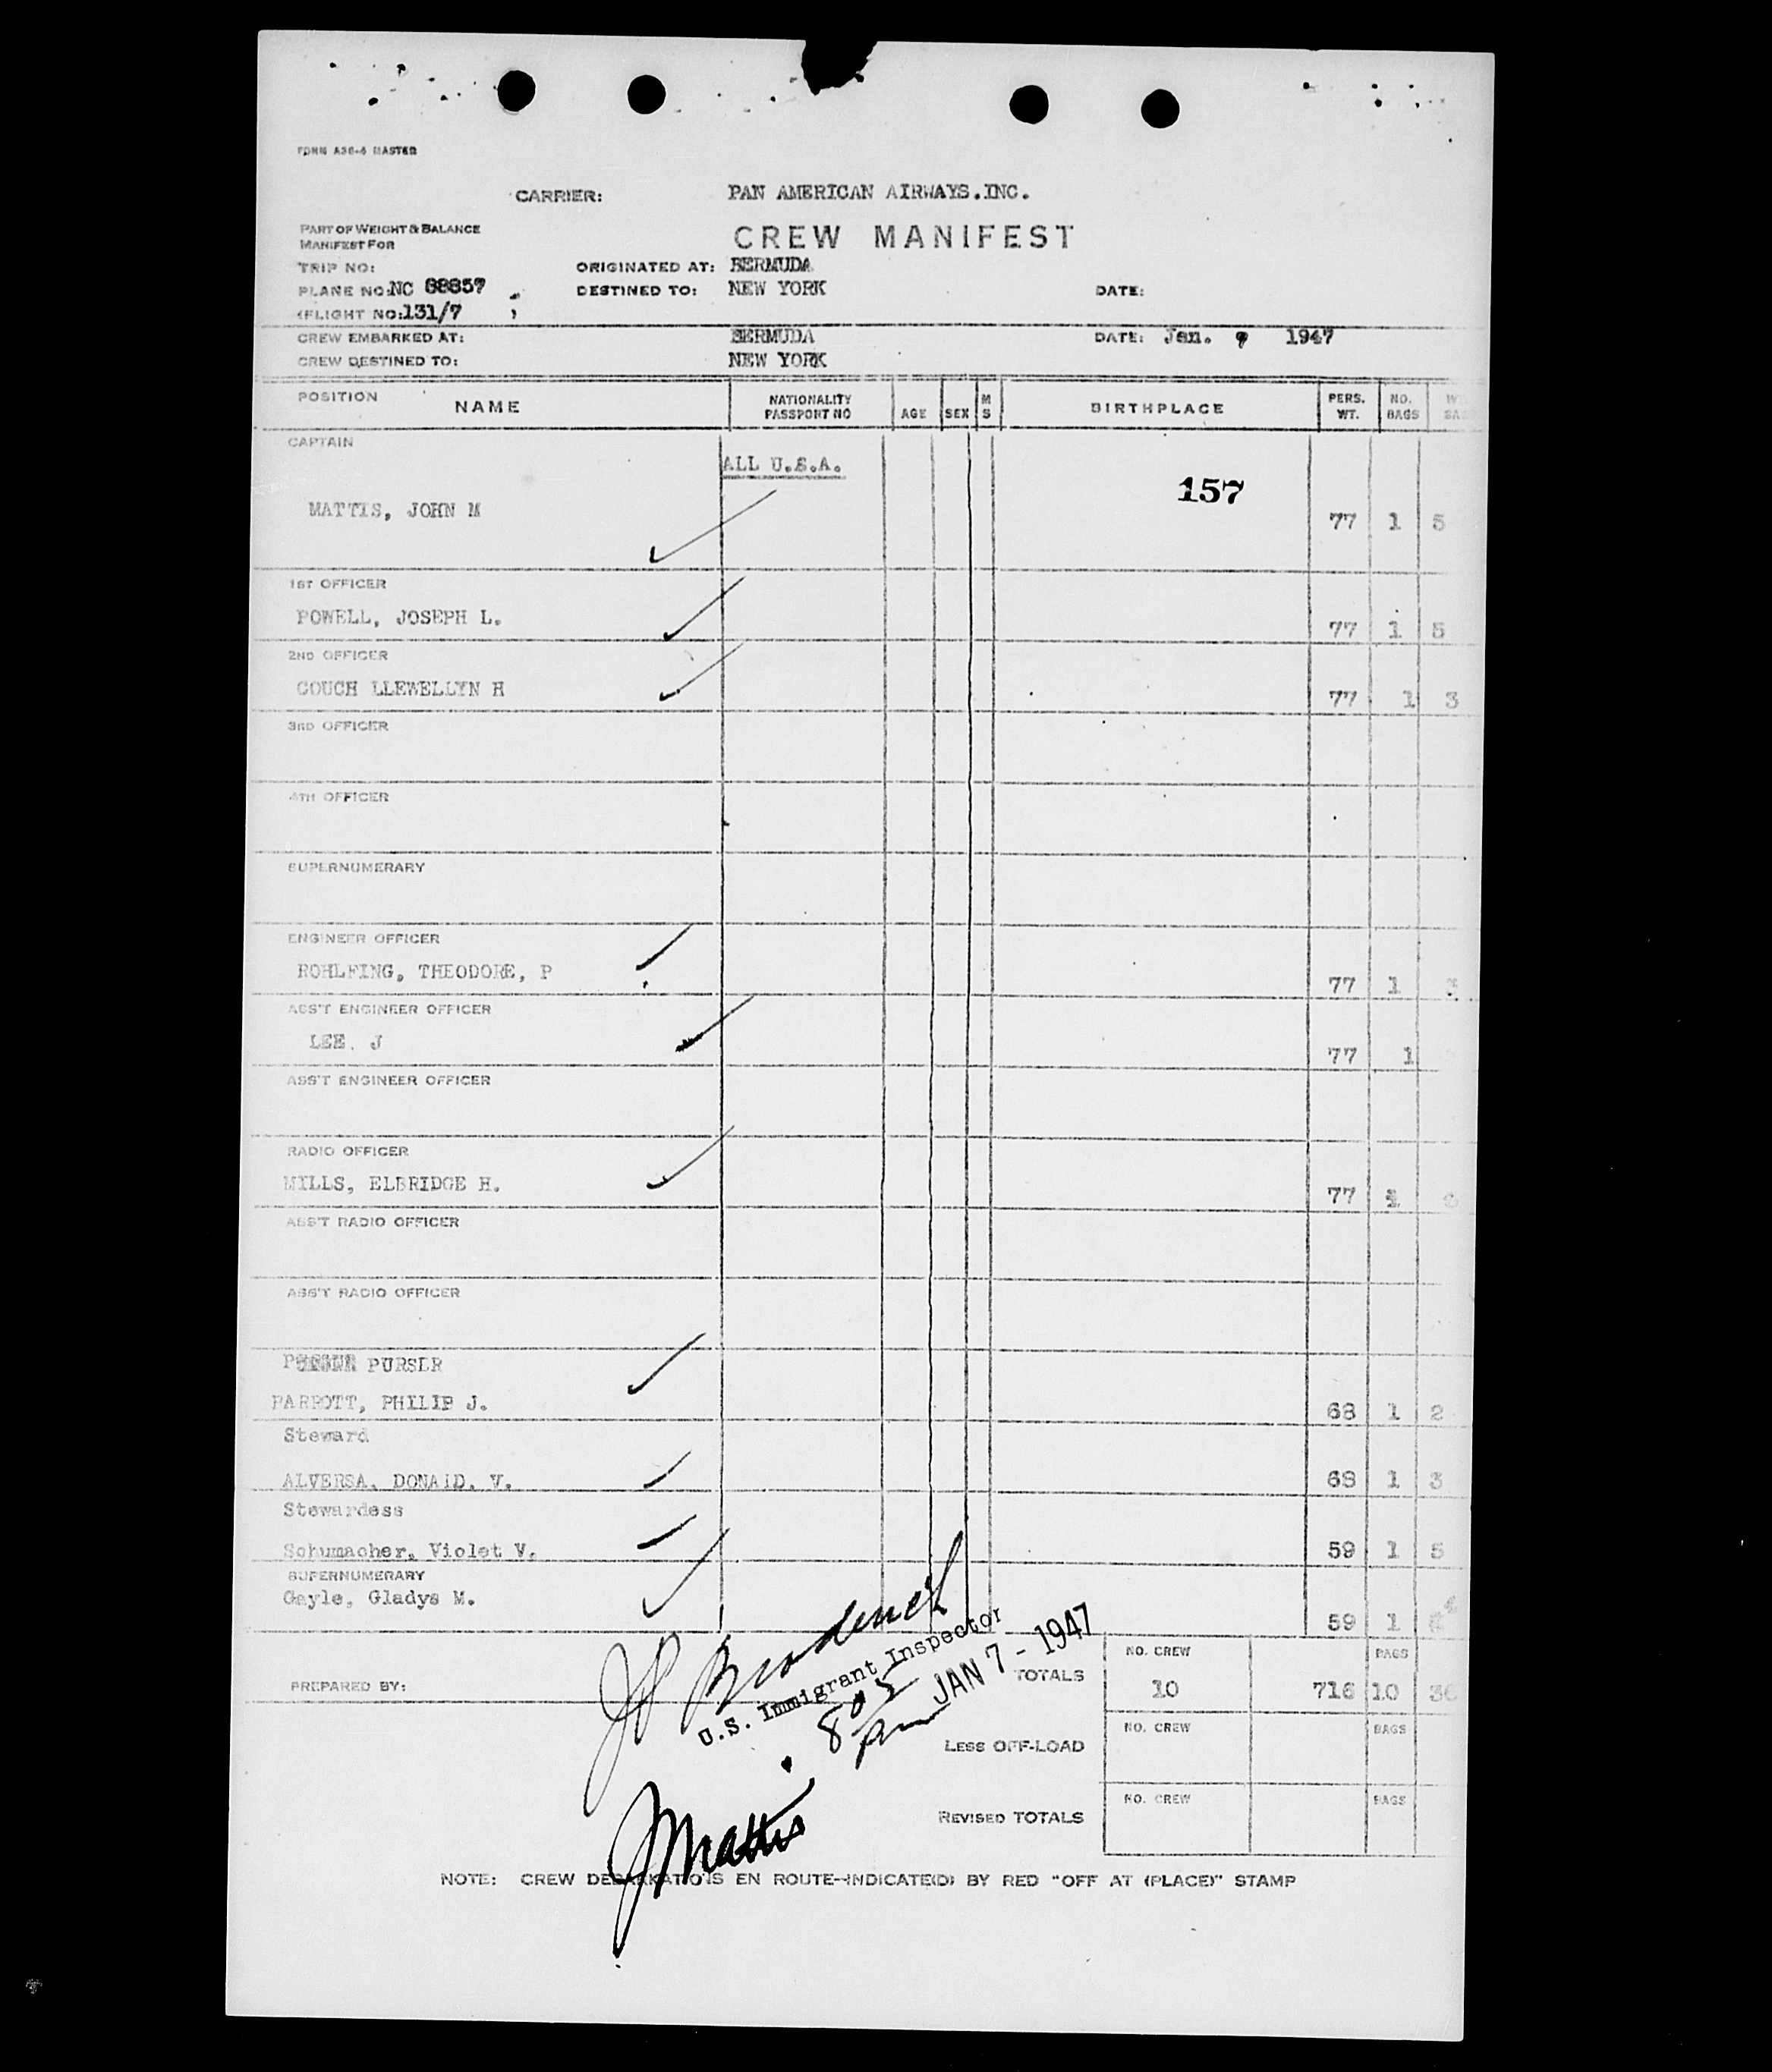 FORM A36-4 MASTER
CARRIER: PAN AMERICAN AIRWAYS.INC.
PART OF WEIGHT & BALANCE
MANIFEST FOR
CREW MANIFEST
TRIP NO: ORIGINATED AT: BERMUDA
PLANE NO: NC 88857 DESTINED TO: NEW YORK DATE:
(FLIGHT NO: 131/7 )
CREW EMBARKED AT: BERMUDA DATE: Jan. 1947
CREW DESTINED TO: NEW YORK
POSITION NAME NATIONALITY PASSPORT NO AGE SEX M S BIRTHPLACE PERS. WT. NO. BAGS
CAPTAIN
ALL U.S.A.
157
MATTIS, JOHN M 77 1 5
1ST OFFICER
POWELL, JOSEPH L. 77 1 5
2ND OFFICER
COUCH LLEWELLYN H 77 1 3
3RD OFFICER
4TH OFFICER
SUPERNUMERARY
ENGINEER OFFICER
ROHLFING, THEODORE, P 77 1
ASS'T ENGINEER OFFICER
LEE. J 77 1
ASS'T ENGINEER OFFICER
RADIO OFFICER
MILLS, ELBRIDGE H. 77 1
ASS'T RADIO OFFICER
ASS'T RADIO OFFICER
PURSER
PARROTT, PHILIP J. 68 1 2
Steward
ALVERSA, DONALD, V. 68 1 3
Stewardess
Schumacher, Violet V. 59 1 5
SUPERNUMERARY
Gayle, Gladys M. 59 1
NO. CREW BAGS
PREPARED BY: TOTALS 10 716 10 36
U.S. Immigrant Inspector
JAN 7 - 1947
805 pm
NO. CREW BAGS
LESS OFF-LOAD
NO. CREW BAGS
REVISED TOTALS
J Mattis
NOTE: CREW DEBARKATIONS EN ROUTE-INDICATE(D) BY RED "OFF AT (PLACE)" STAMP